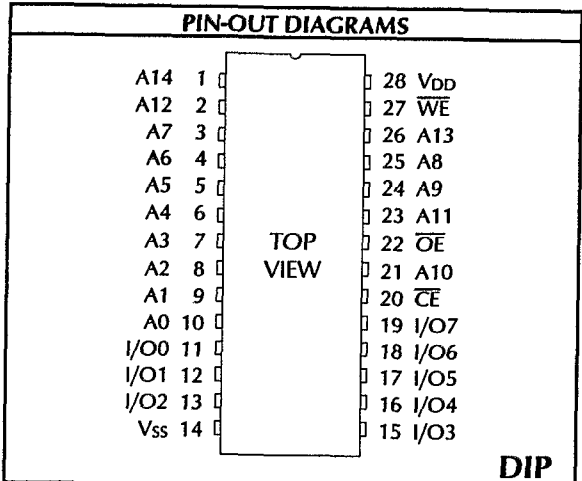 PIN-OUT DIAGRAMS
A14 1 28 VDD
A12 2 27 W̅E̅
A7 3 26 A13
A6 4 25 A8
A5 5 24 A9
A4 6 23 A11
A3 7 TOP 22 O̅E̅
A2 8 VIEW 21 A10
A1 9 20 C̅E̅
A0 10 19 I/O7
I/O0 11 18 I/O6
I/O1 12 17 I/O5
I/O2 13 16 I/O4
Vss 14 15 I/O3
DIP